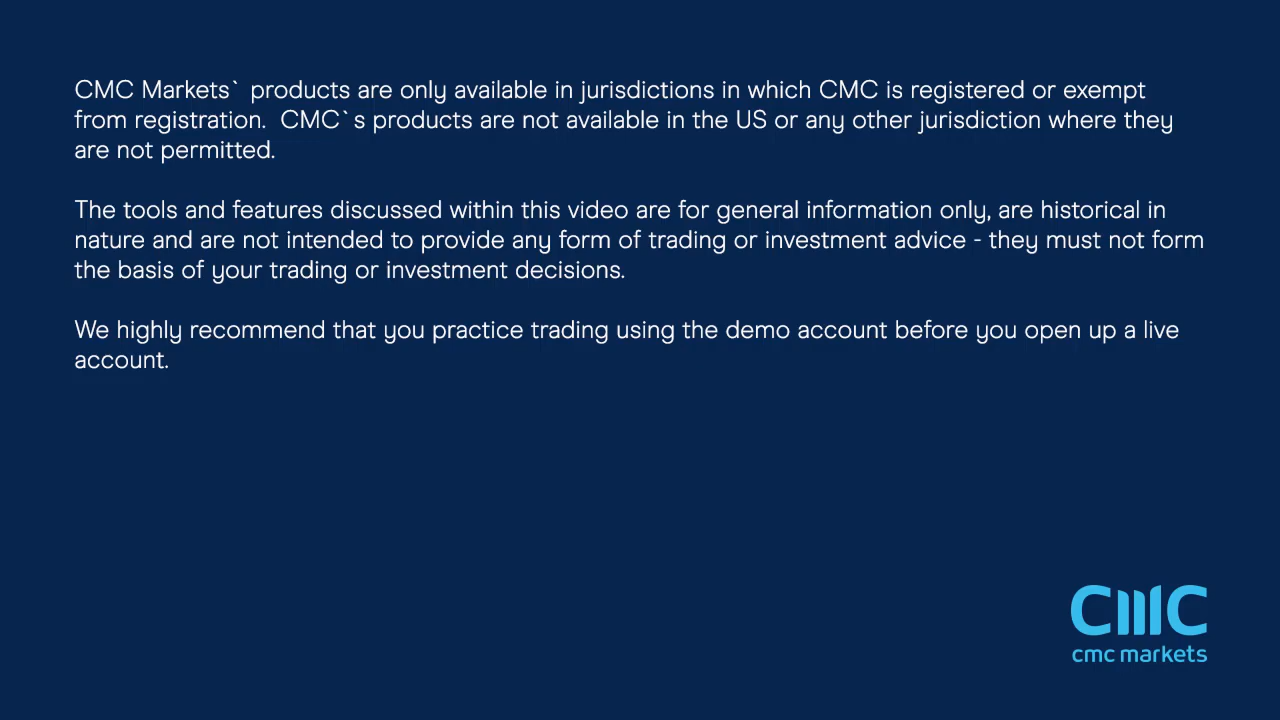 CMC Markets` products are only available in jurisdictions in which CMC is registered or exempt
from registration.  CMC`s products are not available in the US or any other jurisdiction where they
are not permitted.
The tools and features discussed within this video are for general information only, are historical in
nature and are not intended to provide any form of trading or investment advice - they must not form
the basis of your trading or investment decisions.
We highly recommend that you practice trading using the demo account before you open up a live
account.
CMC
cmc markets